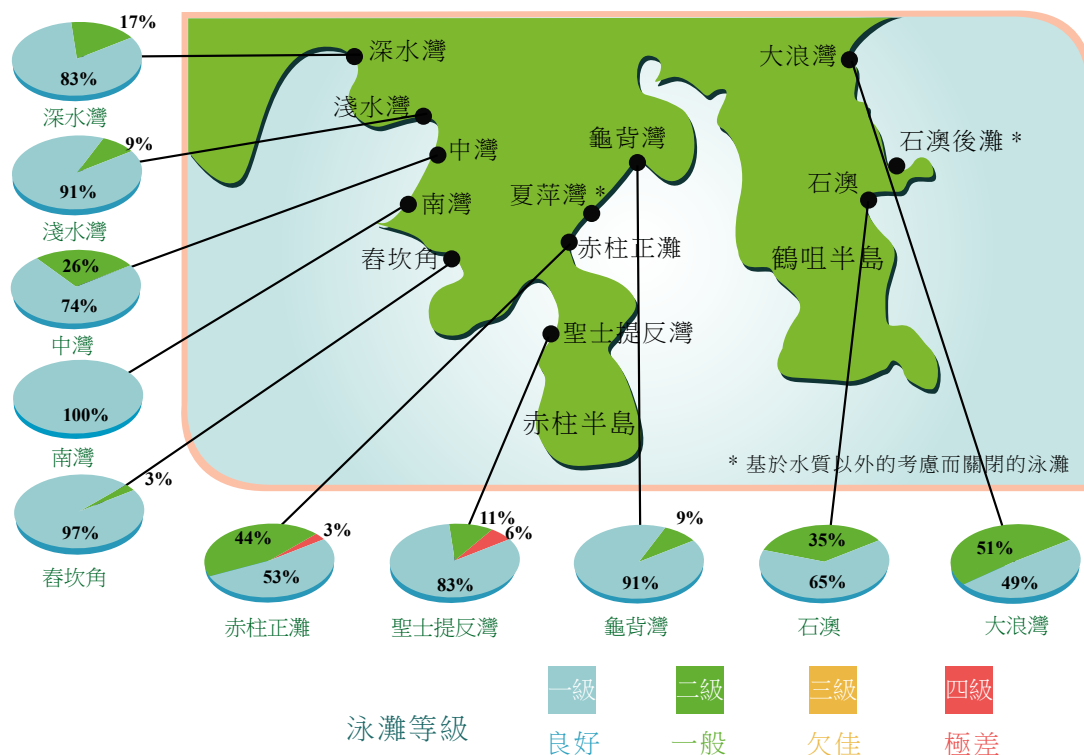 17%
83%
深水灣
9%
91%
淺水灣
26%
74%
中灣
100%
南灣
3%
97%
舂坎角
深水灣
淺水灣
中灣
南灣
舂坎角
龜背灣
夏萍灣 *
赤柱正灘
聖士提反灣
赤柱半島
大浪灣
石澳後灘 *
石澳
鶴咀半島
* 基於水質以外的考慮而關閉的泳灘
44%
3%
53%
赤柱正灘
11%
6%
83%
聖士提反灣
9%
91%
龜背灣
35%
65%
石澳
51%
49%
大浪灣
泳灘等級
一級
良好
二級
一般
三級
欠佳
四級
極差